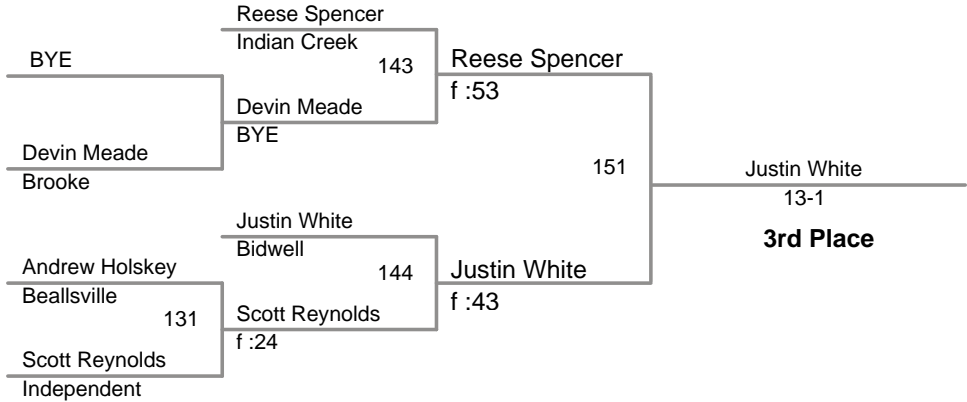 BYE
Devin Meade
Brooke
Andrew Holskey
Beallsville
131
Scott Reynolds
Independent
Reese Spencer
Indian Creek
143
Devin Meade
BYE
Justin White
Bidwell
144
Scott Reynolds
f :24
Reese Spencer
f :53
151
Justin White
f :43
Justin White
13-1
3rd Place